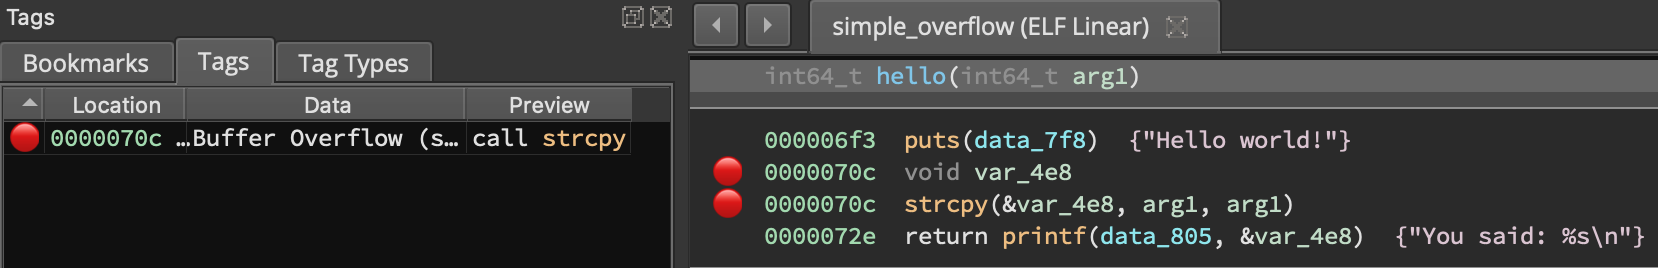 Tags
Bookmarks Tags Tag Types
Location Data Preview
0000070c …Buffer Overflow (s… call strcpy
simple_overflow (ELF Linear)
int64_t hello(int64_t arg1)
000006f3 puts(data_7f8) {"Hello world!"}
0000070c void var_4e8
0000070c strcpy(&var_4e8, arg1, arg1)
0000072e return printf(data_805, &var_4e8) {"You said: %s\n"}